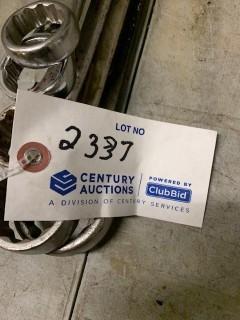 LOT NO
2337
CENTURY AUCTIONS
POWERED BY
ClubBid
A DIVISION OF CENTURY SERVICES